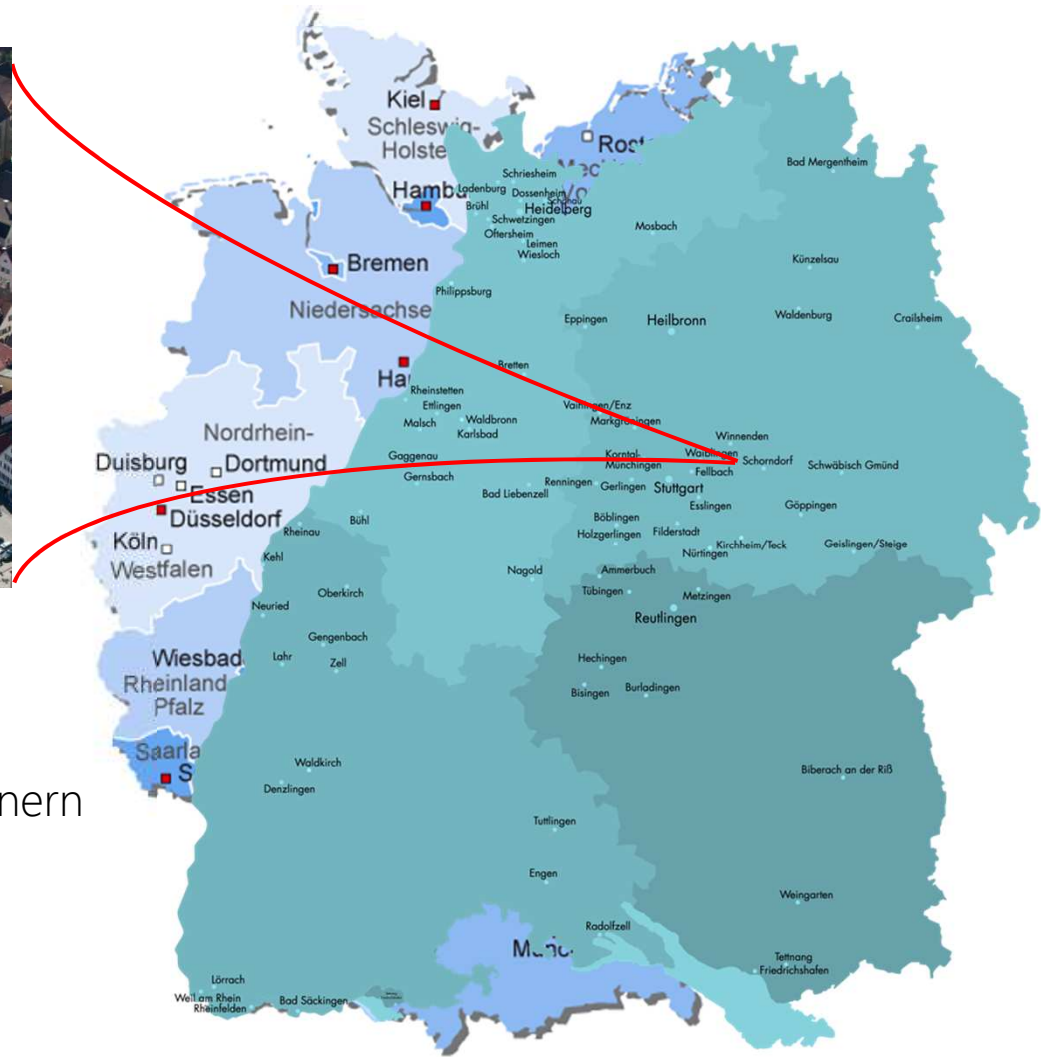 Kiel
Schleswig-
Holste
Rost
Hambu
Bremen
Niedersachse
Ha
Nordrhein-
Duisburg
Dortmund
Essen
Düsseldorf
Köln
Westfalen
Wiesbad
Rheinland
Pfalz
Saarla
S
nern
Bad Mergentheim
Schriesheim
Ladenburg
Dossenheim
Schönau
Brühl
Heidelberg
Schwetzingen
Oftersheim
Leimen
Wiesloch
Mosbach
Künzelsau
Philippsburg
Eppingen
Heilbronn
Waldenburg
Crailsheim
Bretten
Rheinstetten
Ettlingen
Malsch
Waldbronn
Karlsbad
Vaihingen/Enz
Markgröningen
Winnenden
Waiblingen
Schorndorf
Schwäbisch Gmünd
Gaggenau
Gernsbach
Korntal-
Münchingen
Fellbach
Renningen
Gerlingen
Stuttgart
Bad Liebenzell
Esslingen
Göppingen
Böblingen
Holzgerlingen
Filderstadt
Kirchheim/Teck
Nürtingen
Geislingen/Steige
Bühl
Rheinau
Kehl
Nagold
Ammerbuch
Tübingen
Metzingen
Reutlingen
Oberkirch
Neuried
Gengenbach
Lahr
Zell
Hechingen
Bisingen
Burladingen
Waldkirch
Denzlingen
Biberach an der Riß
Tuttlingen
Engen
Weingarten
Radolfzell
Tettnang
Friedrichshafen
Lörrach
Weil am Rhein
Rheinfelden
Bad Säckingen